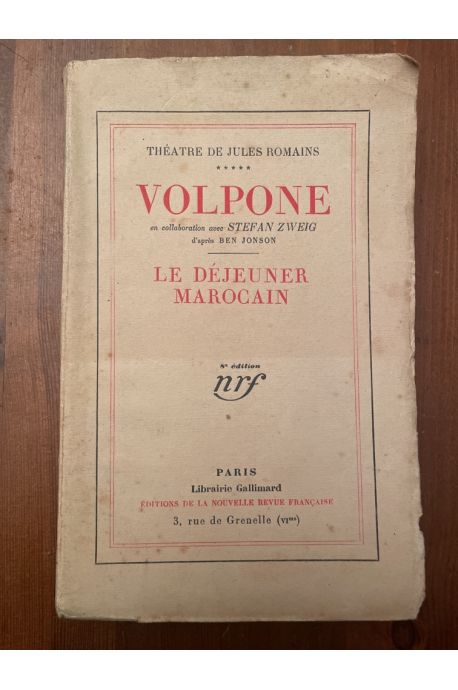 THÉATRE DE JULES ROMAINS
★★★★★
VOLPONE
en collaboration avec STEFAN ZWEIG
d'après BEN JONSON
LE DÉJEUNER
MAROCAIN
8e édition
nrf
PARIS
Librairie Gallimard
ÉDITIONS DE LA NOUVELLE REVUE FRANÇAISE
3, rue de Grenelle (VIme)